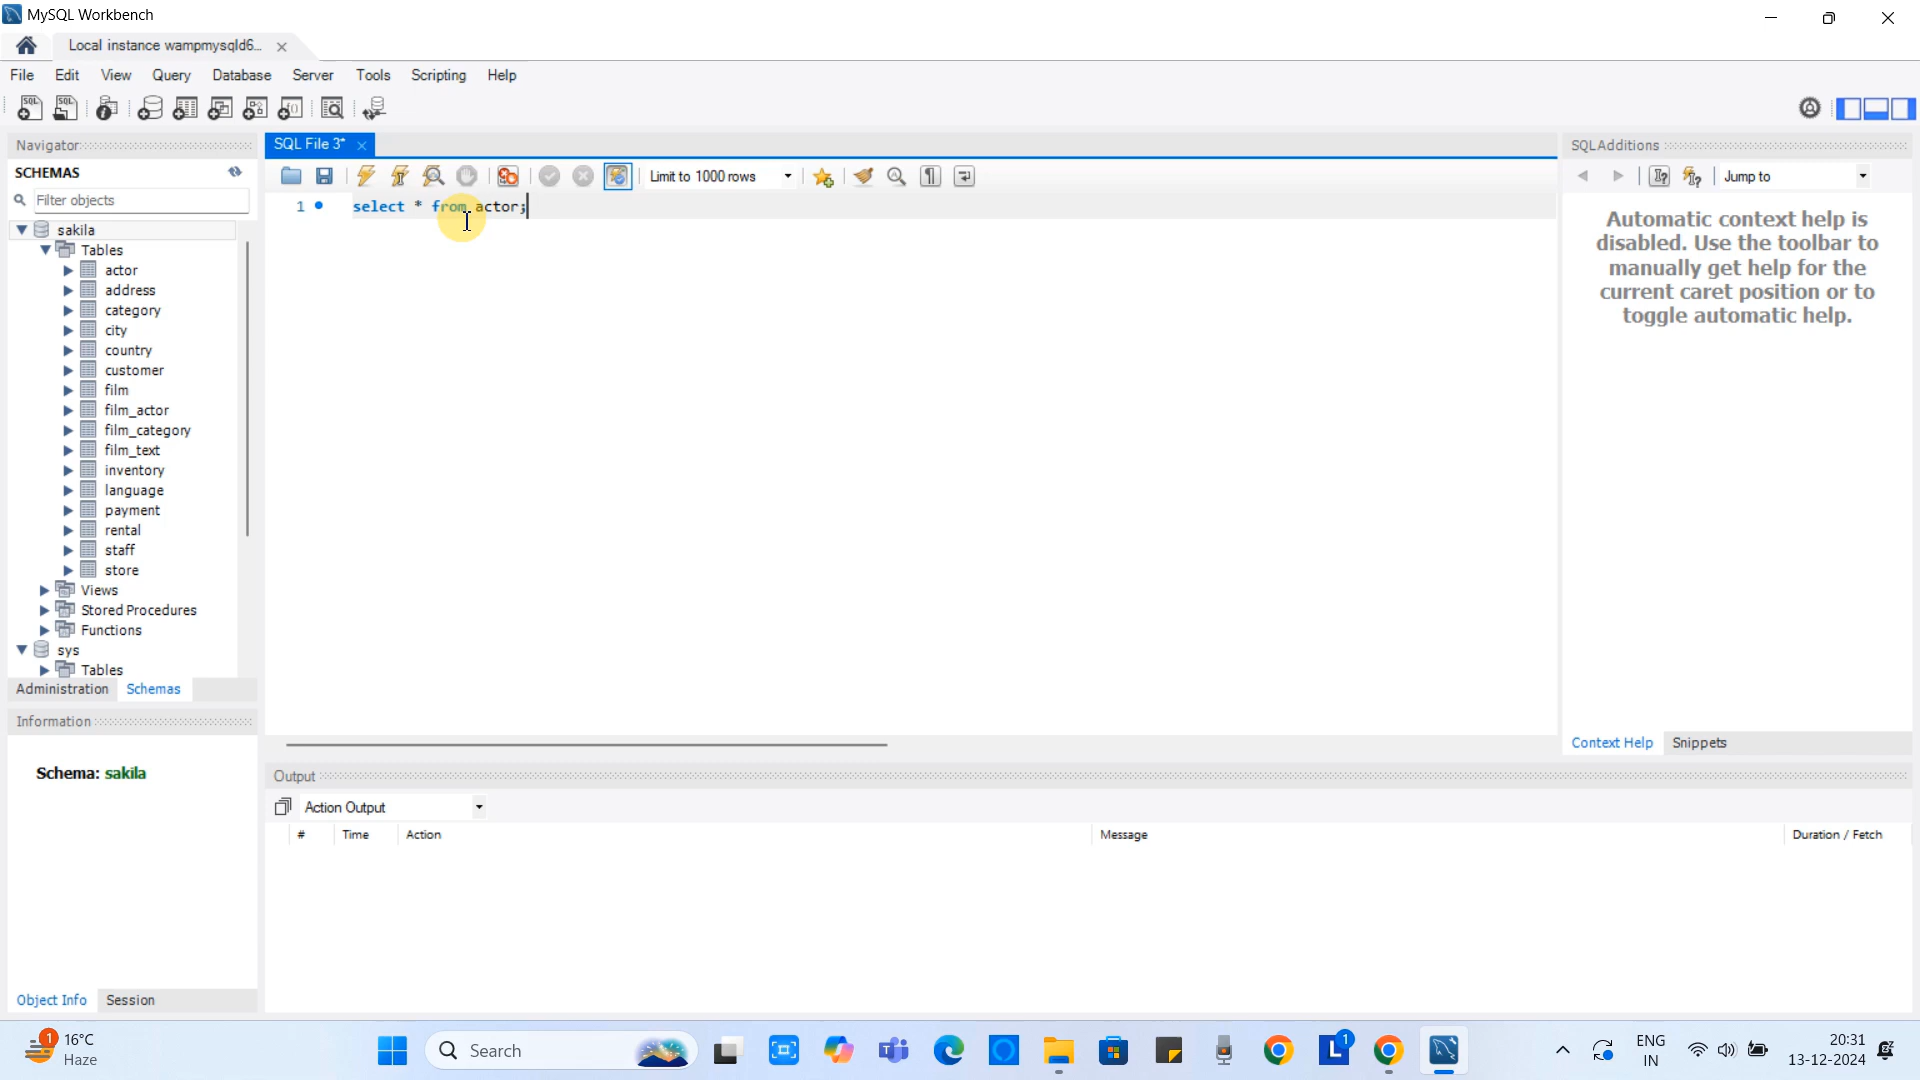 MySQL Workbench
Local instance wampmysqld6...
File Edit View Query Database Server Tools Scripting Help
Navigator
SCHEMAS
Filter objects
sakila
Tables
actor
address
category
city
country
customer
film
film_actor
film_category
film_text
inventory
language
payment
rental
staff
store
Views
Stored Procedures
Functions
sys
Tables
Administration Schemas
Information
Schema: sakila
Object Info Session
SQL File 3*
Limit to 1000 rows
1 select * from actor;
SQLAdditions
Jump to
Automatic context help is
disabled. Use the toolbar to
manually get help for the
current caret position or to
toggle automatic help.
Context Help Snippets
Output
Action Output
# Time Action Message Duration / Fetch
1
16°C
Haze
Search
1
ENG
IN
20:31
13-12-2024